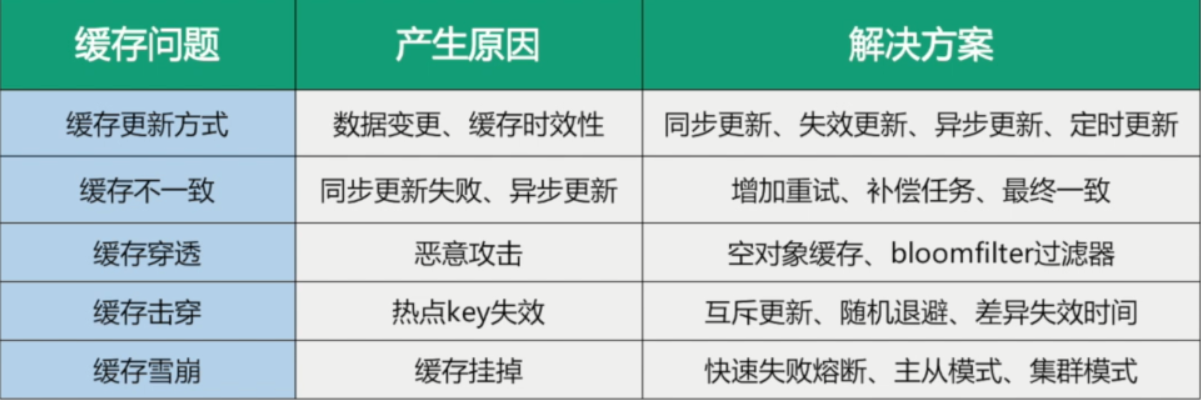 缓存问题 产生原因 解决方案
缓存更新方式 数据变更、缓存时效性 同步更新、失效更新、异步更新、定时更新
缓存不一致 同步更新失败、异步更新 增加重试、补偿任务、最终一致
缓存穿透 恶意攻击 空对象缓存、bloomfilter过滤器
缓存击穿 热点key失效 互斥更新、随机退避、差异失效时间
缓存雪崩 缓存挂掉 快速失败熔断、主从模式、集群模式